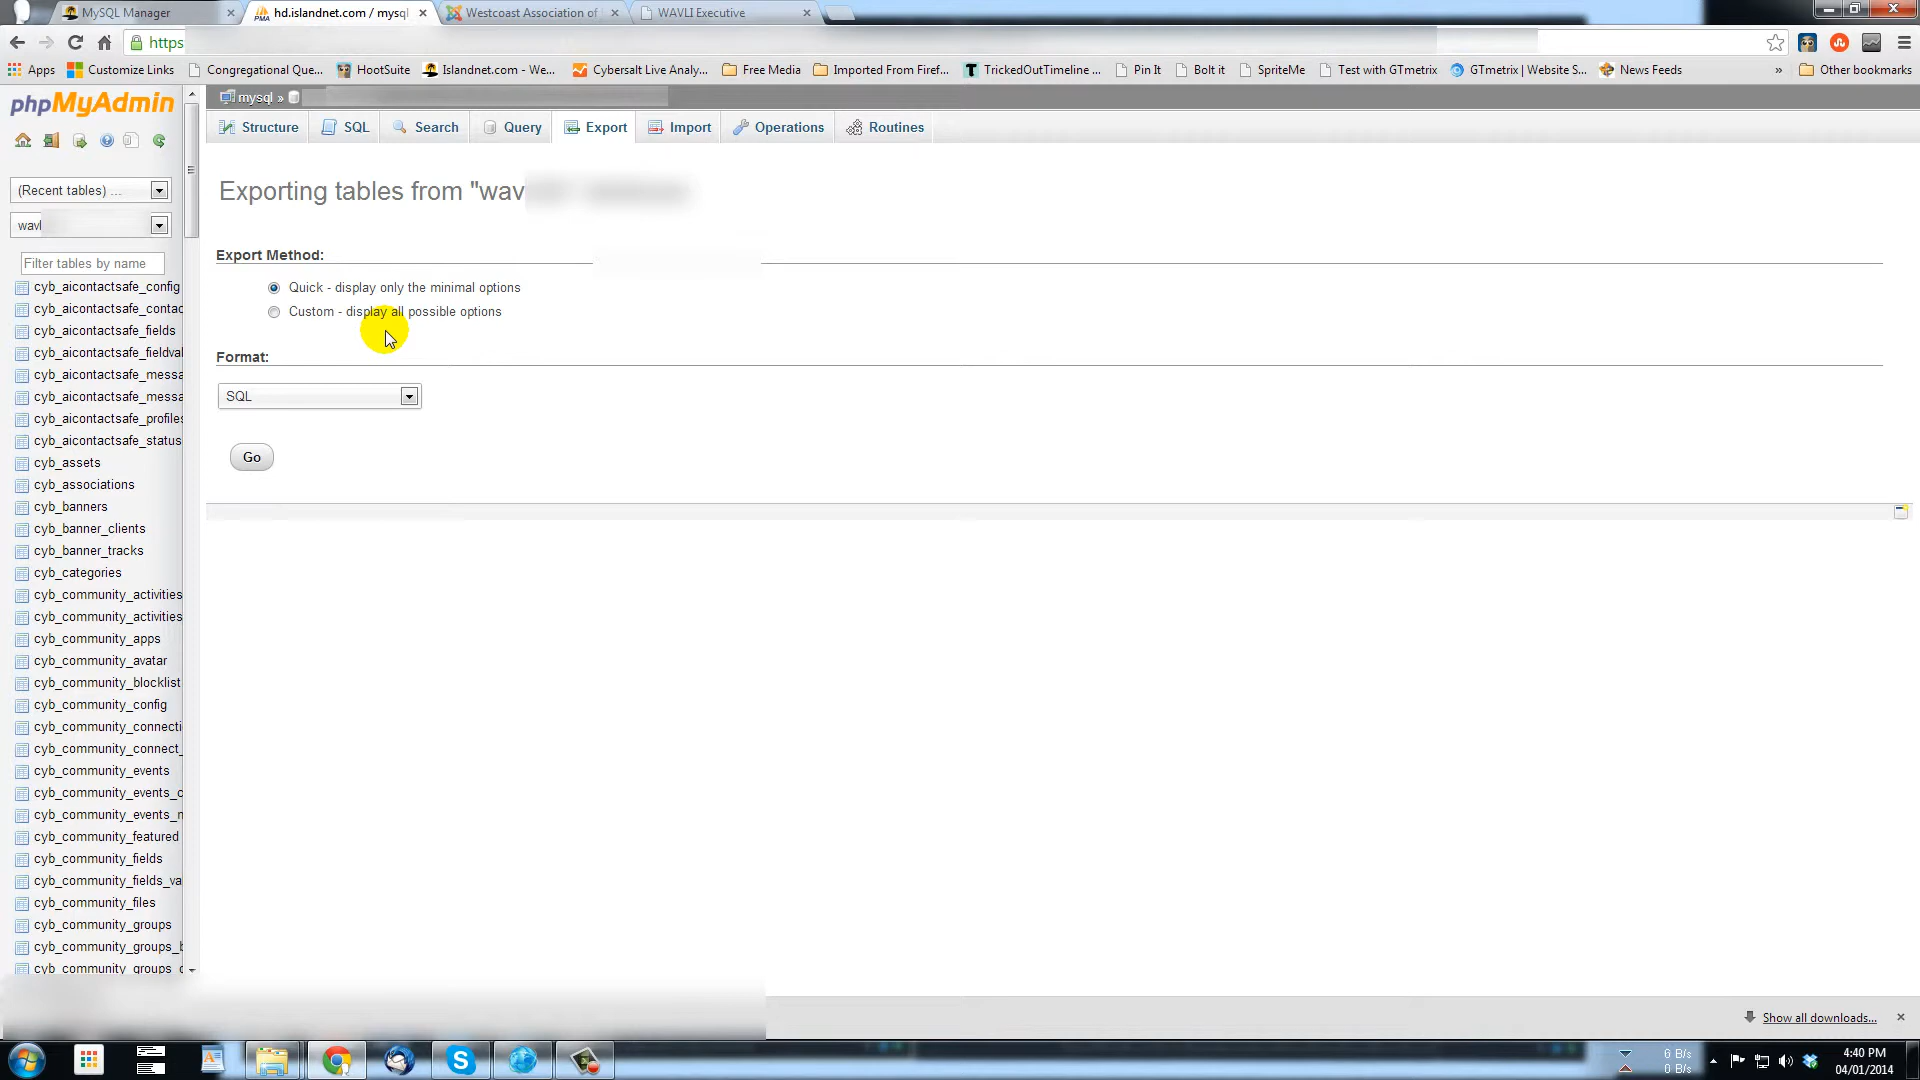 MySQL Manager
hd.islandnet.com / mysql
Westcoast Association of
WAVLI Executive
https
Apps
Customize Links
Congregational Que...
HootSuite
Islandnet.com - We...
Cybersalt Live Analy...
Free Media
Imported From Firef...
TrickedOutTimeline ...
Pin It
Bolt it
SpriteMe
Test with GTmetrix
GTmetrix | Website S...
News Feeds
»
Other bookmarks
phpMyAdmin
mysql »
Structure
SQL
Search
Query
Export
Import
Operations
Routines
(Recent tables) ...
wavl
Filter tables by name
cyb_aicontactsafe_config
cyb_aicontactsafe_contac
cyb_aicontactsafe_fields
cyb_aicontactsafe_fieldval
cyb_aicontactsafe_messa
cyb_aicontactsafe_messa
cyb_aicontactsafe_profiles
cyb_aicontactsafe_status
cyb_assets
cyb_associations
cyb_banners
cyb_banner_clients
cyb_banner_tracks
cyb_categories
cyb_community_activities
cyb_community_activities
cyb_community_apps
cyb_community_avatar
cyb_community_blocklist
cyb_community_config
cyb_community_connecti
cyb_community_connect_
cyb_community_events
cyb_community_events_c
cyb_community_events_n
cyb_community_featured
cyb_community_fields
cyb_community_fields_va
cyb_community_files
cyb_community_groups
cyb_community_groups_b
cyb_community_groups_c
Exporting tables from "wav
Export Method:
Quick - display only the minimal options
Custom - display all possible options
Format:
SQL
Go
Show all downloads...
0 B/s
0 B/s
4:40 PM
04/01/2014